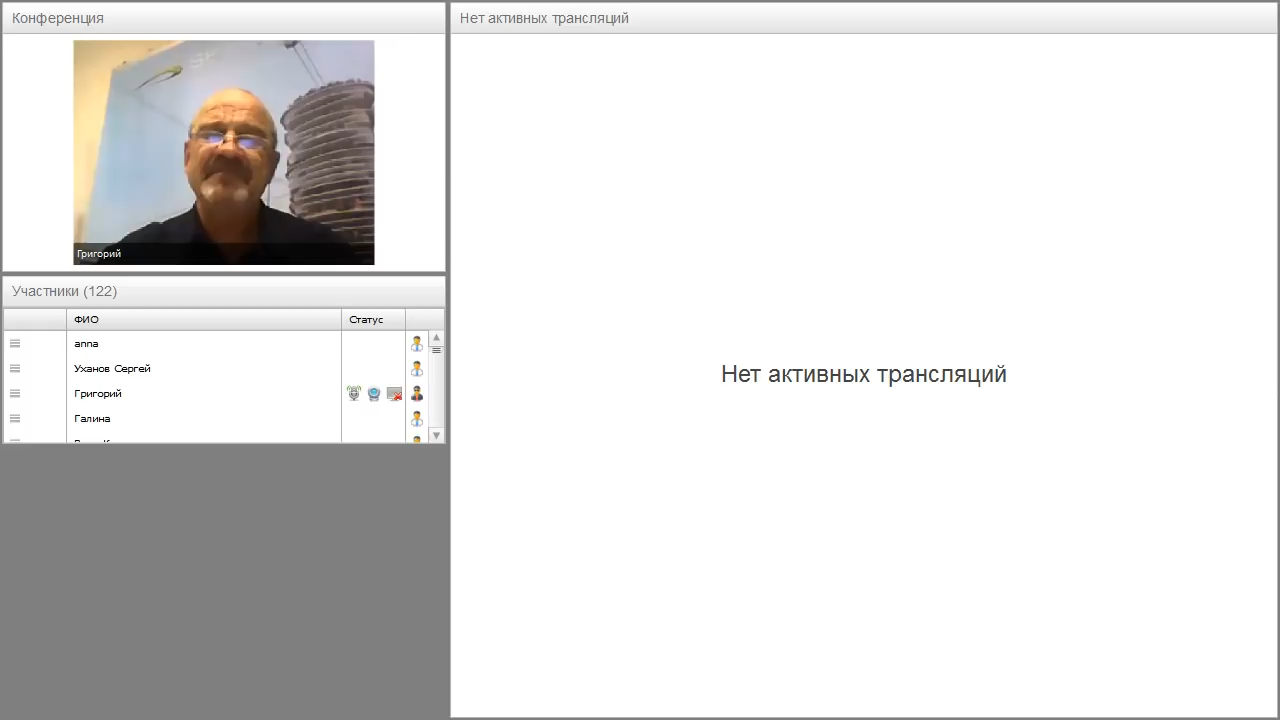 Конференция
Григорий
Участники (122)
ФИО Статус
anna
Уханов Сергей
Григорий
Галина
Нет активных трансляций
Нет активных трансляций